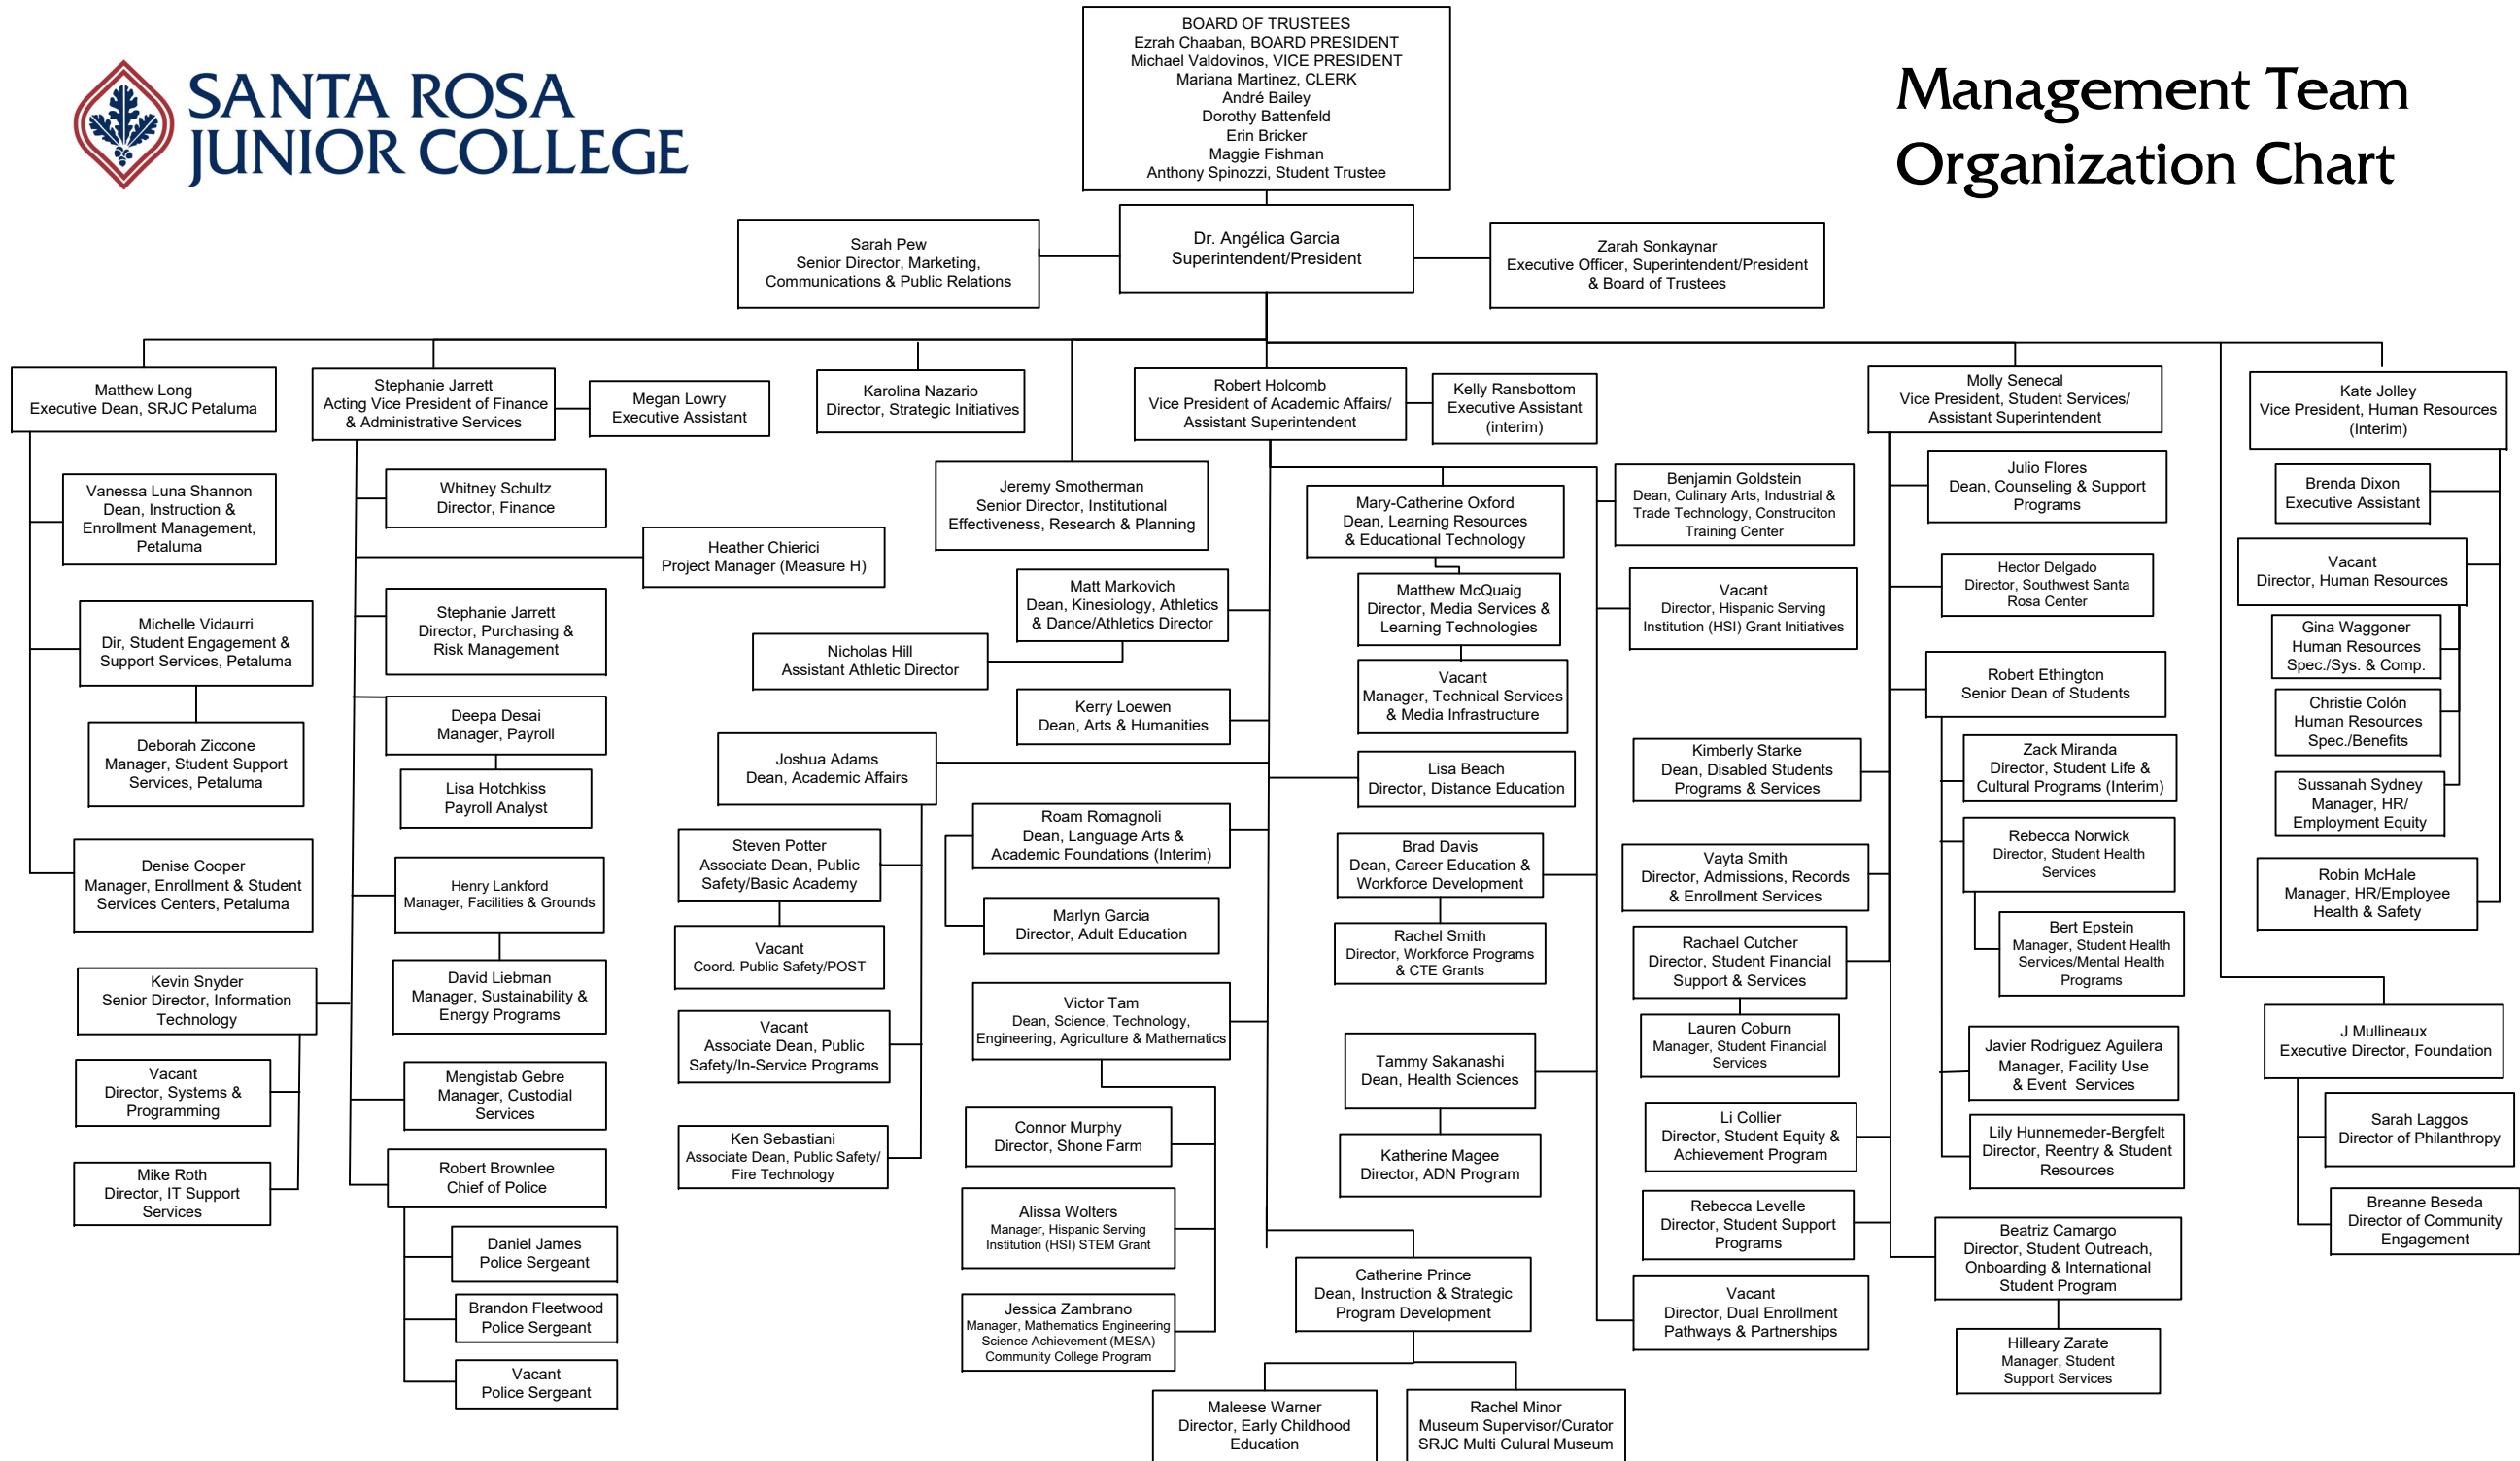 SANTA ROSA
JUNIOR COLLEGE
Management Team
Organization Chart
BOARD OF TRUSTEES
Ezrah Chaaban, BOARD PRESIDENT
Michael Valdovinos, VICE PRESIDENT
Mariana Martinez, CLERK
André Bailey
Dorothy Battenfeld
Erin Bricker
Maggie Fishman
Anthony Spinozzi, Student Trustee
Sarah Pew
Senior Director, Marketing,
Communications & Public Relations
Dr. Angélica Garcia
Superintendent/President
Zarah Sonkaynar
Executive Officer, Superintendent/President
& Board of Trustees
Matthew Long
Executive Dean, SRJC Petaluma
Vanessa Luna Shannon
Dean, Instruction &
Enrollment Management,
Petaluma
Michelle Vidaurri
Dir, Student Engagement &
Support Services, Petaluma
Deborah Ziccone
Manager, Student Support
Services, Petaluma
Denise Cooper
Manager, Enrollment & Student
Services Centers, Petaluma
Stephanie Jarrett
Acting Vice President of Finance
& Administrative Services
Megan Lowry
Executive Assistant
Whitney Schultz
Director, Finance
Heather Chierici
Project Manager (Measure H)
Stephanie Jarrett
Director, Purchasing &
Risk Management
Deepa Desai
Manager, Payroll
Lisa Hotchkiss
Payroll Analyst
Henry Lankford
Manager, Facilities & Grounds
David Liebman
Manager, Sustainability &
Energy Programs
Kevin Snyder
Senior Director, Information
Technology
Vacant
Director, Systems &
Programming
Mike Roth
Director, IT Support
Services
Mengistab Gebre
Manager, Custodial
Services
Robert Brownlee
Chief of Police
Daniel James
Police Sergeant
Brandon Fleetwood
Police Sergeant
Vacant
Police Sergeant
Karolina Nazario
Director, Strategic Initiatives
Jeremy Smotherman
Senior Director, Institutional
Effectiveness, Research & Planning
Robert Holcomb
Vice President of Academic Affairs/
Assistant Superintendent
Kelly Ransbottom
Executive Assistant
(interim)
Matt Markovich
Dean, Kinesiology, Athletics
& Dance/Athletics Director
Nicholas Hill
Assistant Athletic Director
Kerry Loewen
Dean, Arts & Humanities
Joshua Adams
Dean, Academic Affairs
Steven Potter
Associate Dean, Public
Safety/Basic Academy
Vacant
Coord. Public Safety/POST
Vacant
Associate Dean, Public
Safety/In-Service Programs
Ken Sebastiani
Associate Dean, Public Safety/
Fire Technology
Roam Romagnoli
Dean, Language Arts &
Academic Foundations (Interim)
Marlyn Garcia
Director, Adult Education
Victor Tam
Dean, Science, Technology,
Engineering, Agriculture & Mathematics
Connor Murphy
Director, Shone Farm
Alissa Wolters
Manager, Hispanic Serving
Institution (HSI) STEM Grant
Jessica Zambrano
Manager, Mathematics Engineering
Science Achievement (MESA)
Community College Program
Mary-Catherine Oxford
Dean, Learning Resources
& Educational Technology
Matthew McQuaig
Director, Media Services &
Learning Technologies
Vacant
Manager, Technical Services
& Media Infrastructure
Lisa Beach
Director, Distance Education
Brad Davis
Dean, Career Education &
Workforce Development
Rachel Smith
Director, Workforce Programs
& CTE Grants
Tammy Sakanashi
Dean, Health Sciences
Katherine Magee
Director, ADN Program
Catherine Prince
Dean, Instruction & Strategic
Program Development
Maleese Warner
Director, Early Childhood
Education
Rachel Minor
Museum Supervisor/Curator
SRJC Multi Culural Museum
Benjamin Goldstein
Dean, Culinary Arts, Industrial &
Trade Technology, Construciton
Training Center
Vacant
Director, Hispanic Serving
Institution (HSI) Grant Initiatives
Vacant
Director, Dual Enrollment
Pathways & Partnerships
Molly Senecal
Vice President, Student Services/
Assistant Superintendent
Julio Flores
Dean, Counseling & Support
Programs
Hector Delgado
Director, Southwest Santa
Rosa Center
Robert Ethington
Senior Dean of Students
Zack Miranda
Director, Student Life &
Cultural Programs (Interim)
Rebecca Norwick
Director, Student Health
Services
Bert Epstein
Manager, Student Health
Services/Mental Health
Programs
Javier Rodriguez Aguilera
Manager, Facility Use
& Event  Services
Lily Hunnemeder-Bergfelt
Director, Reentry & Student
Resources
Kimberly Starke
Dean, Disabled Students
Programs & Services
Vayta Smith
Director, Admissions, Records
& Enrollment Services
Rachael Cutcher
Director, Student Financial
Support & Services
Lauren Coburn
Manager, Student Financial
Services
Li Collier
Director, Student Equity &
Achievement Program
Rebecca Levelle
Director, Student Support
Programs
Beatriz Camargo
Director, Student Outreach,
Onboarding & International
Student Program
Hilleary Zarate
Manager, Student
Support Services
Kate Jolley
Vice President, Human Resources
(Interim)
Brenda Dixon
Executive Assistant
Vacant
Director, Human Resources
Gina Waggoner
Human Resources
Spec./Sys. & Comp.
Christie Colón
Human Resources
Spec./Benefits
Sussanah Sydney
Manager, HR/
Employment Equity
Robin McHale
Manager, HR/Employee
Health & Safety
J Mullineaux
Executive Director, Foundation
Sarah Laggos
Director of Philanthropy
Breanne Beseda
Director of Community
Engagement